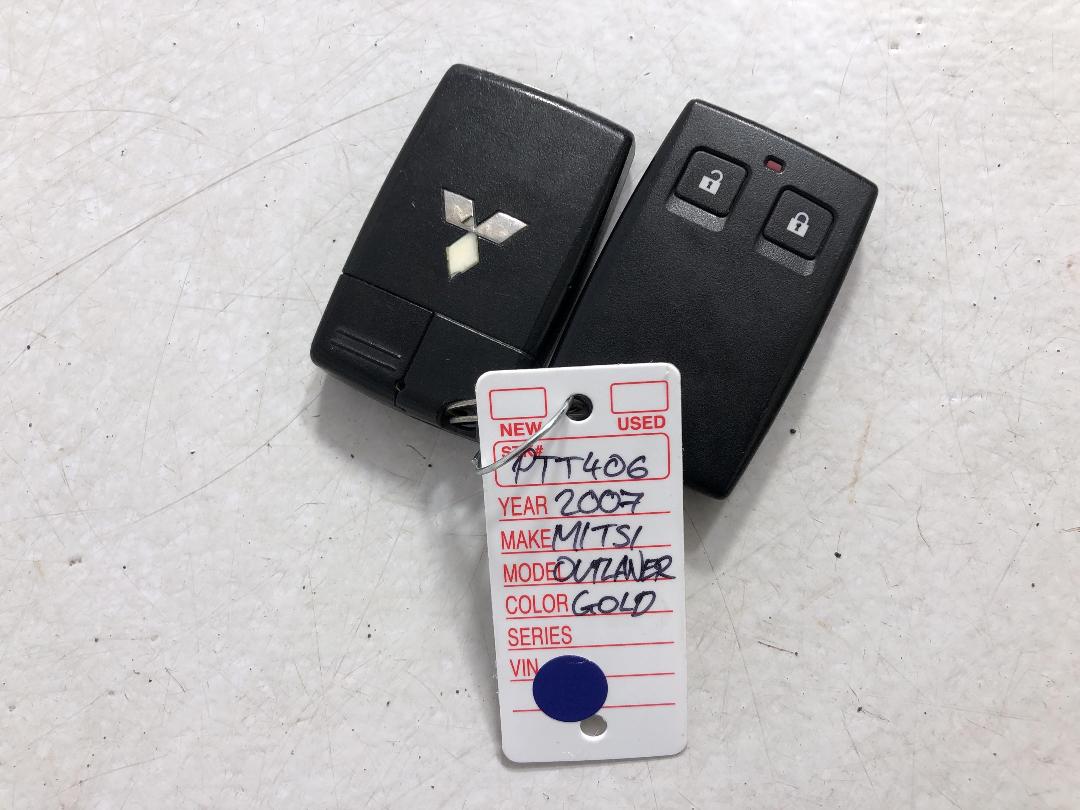 NEW USED
STK#
PTT406
YEAR 2007
MAKE MITSI
MODEL OUTLANER
COLOR GOLD
SERIES
VIN